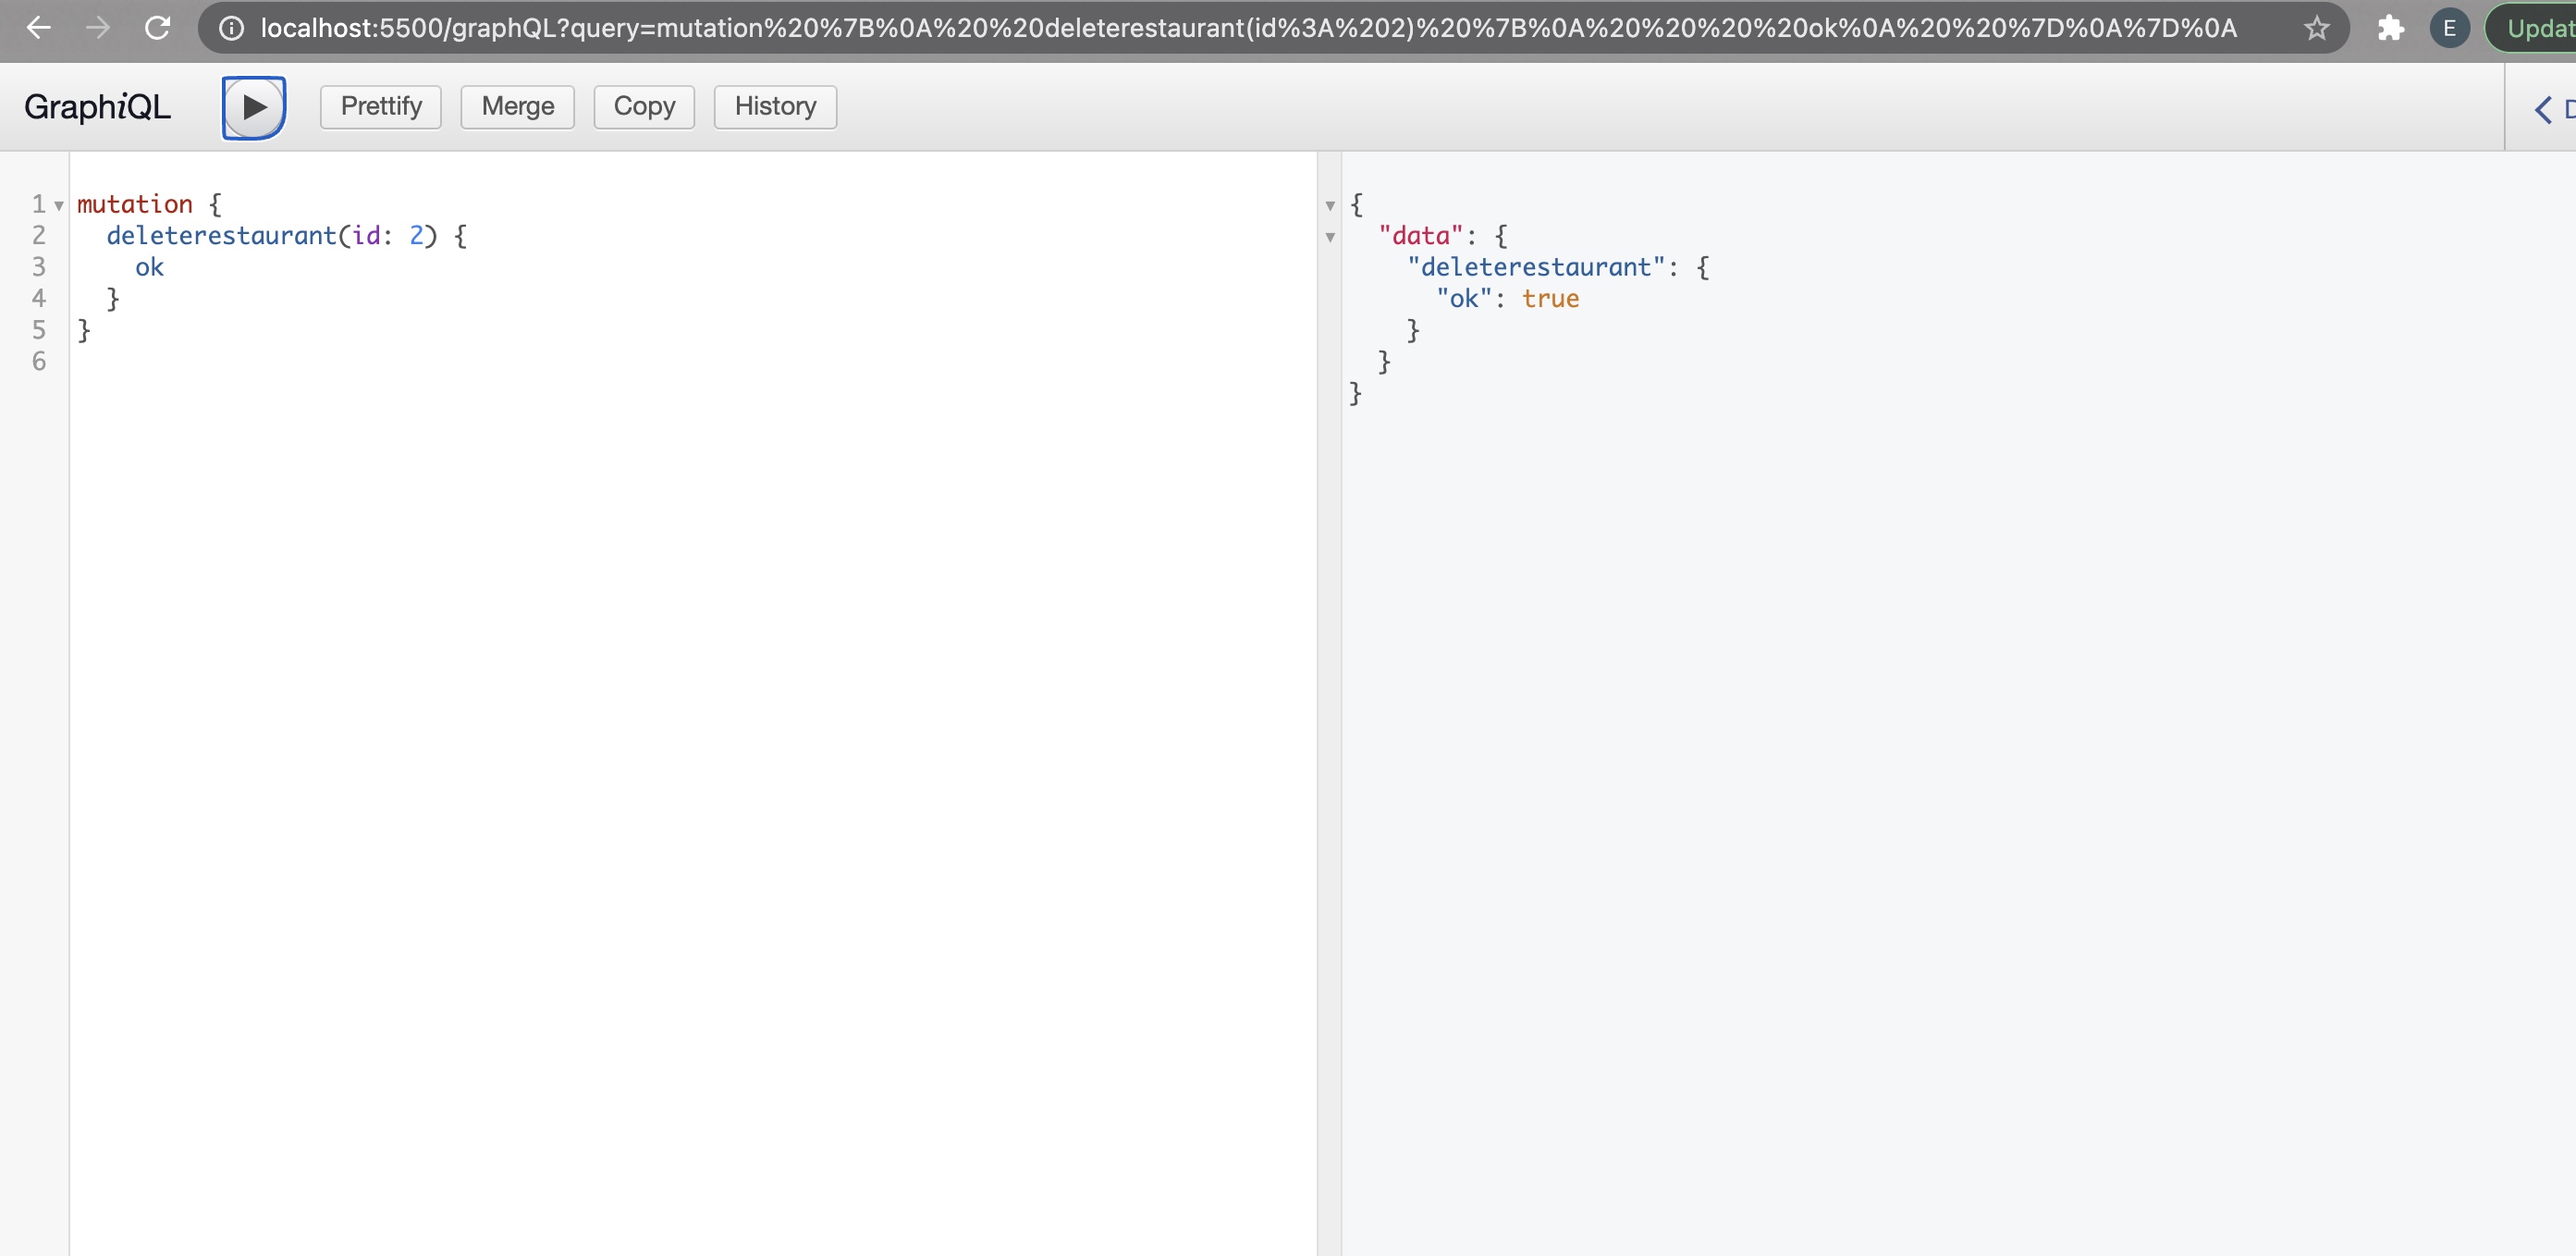 localhost:5500/graphQL?query=mutation%20%7B%0A%20%20deleterestaurant(id%3A%202)%20%7B%0A%20%20%20%20ok%0A%20%20%7D%0A%7D%0A
E
Updat
GraphiQL
Prettify
Merge
Copy
History
D
1 mutation {
2 deleterestaurant(id: 2) {
3 ok
4 }
5 }
6
{
"data": {
"deleterestaurant": {
"ok": true
}
}
}